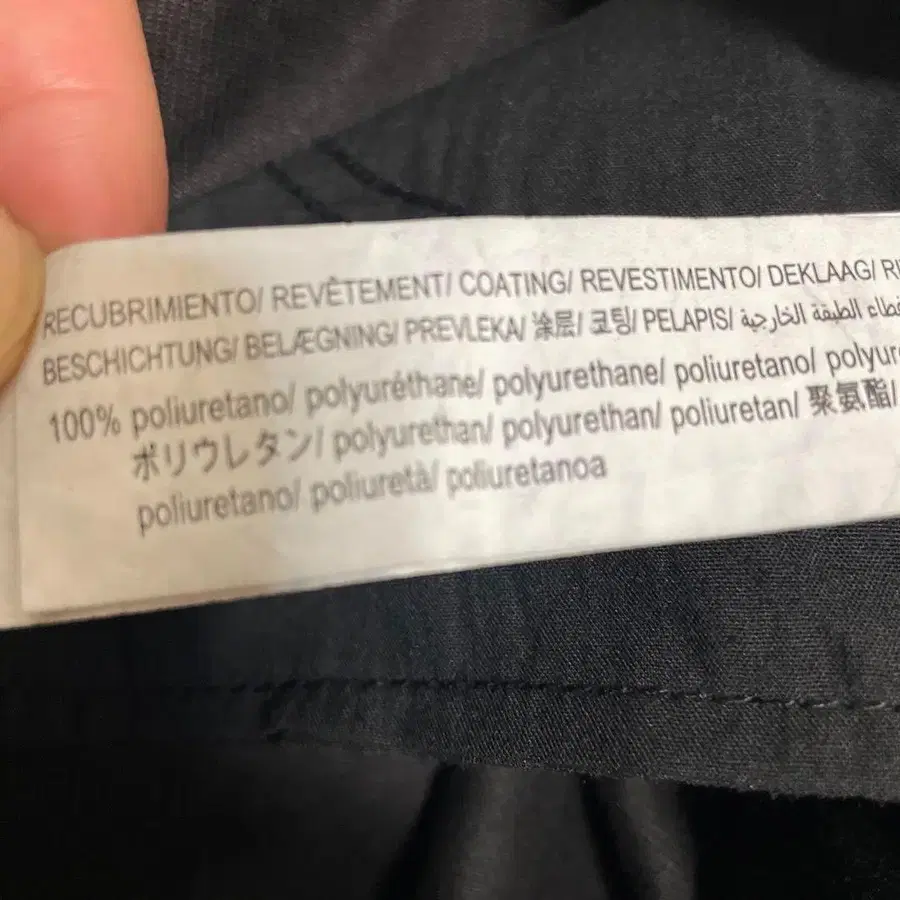 RECUBRIMIENTO/ REVÊTEMENT/ COATING/ REVESTIMENTO/ DEKLAAG/
BESCHICHTUNG/ BELÆGNING/ PREVLEKA/ 涂层/ 코팅/ PELAPIS/ غطاء الطبقة الخارجية
100% poliuretano/ polyuréthane/ polyurethane/ poliuretano/
ポリウレタン/ polyurethan/ polyurethan/ poliuretan/ 聚氨酯/
poliuretano/ poliuretà/ poliuretanoa